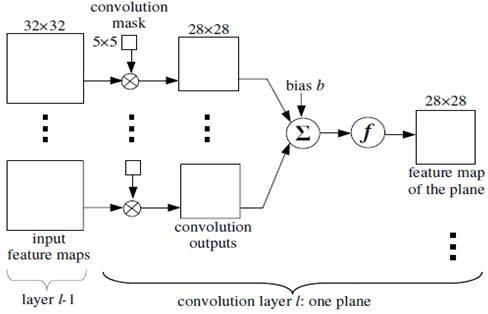 convolution
mask
32×32
5×5
28×28
bias b
Σ
f
28×28
feature map
of the plane
input
feature maps
convolution
outputs
layer l-1
convolution layer l: one plane